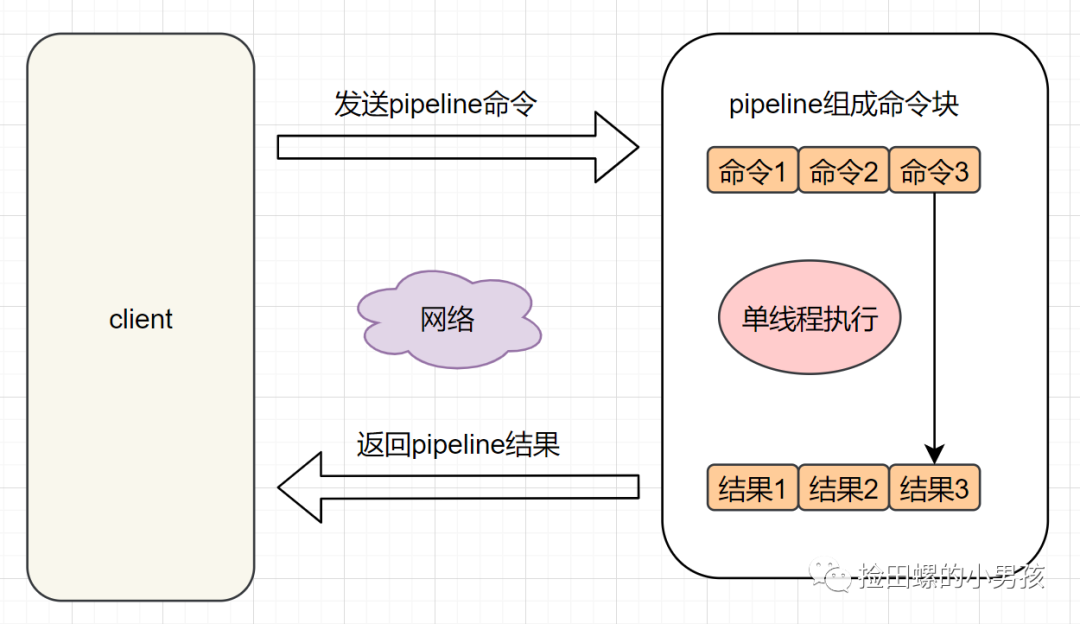 发送pipeline命令
pipeline组成命令块
命令1 命令2 命令3
client
网络
单线程执行
返回pipeline结果
结果1 结果2 结果3
捡田螺的小男孩